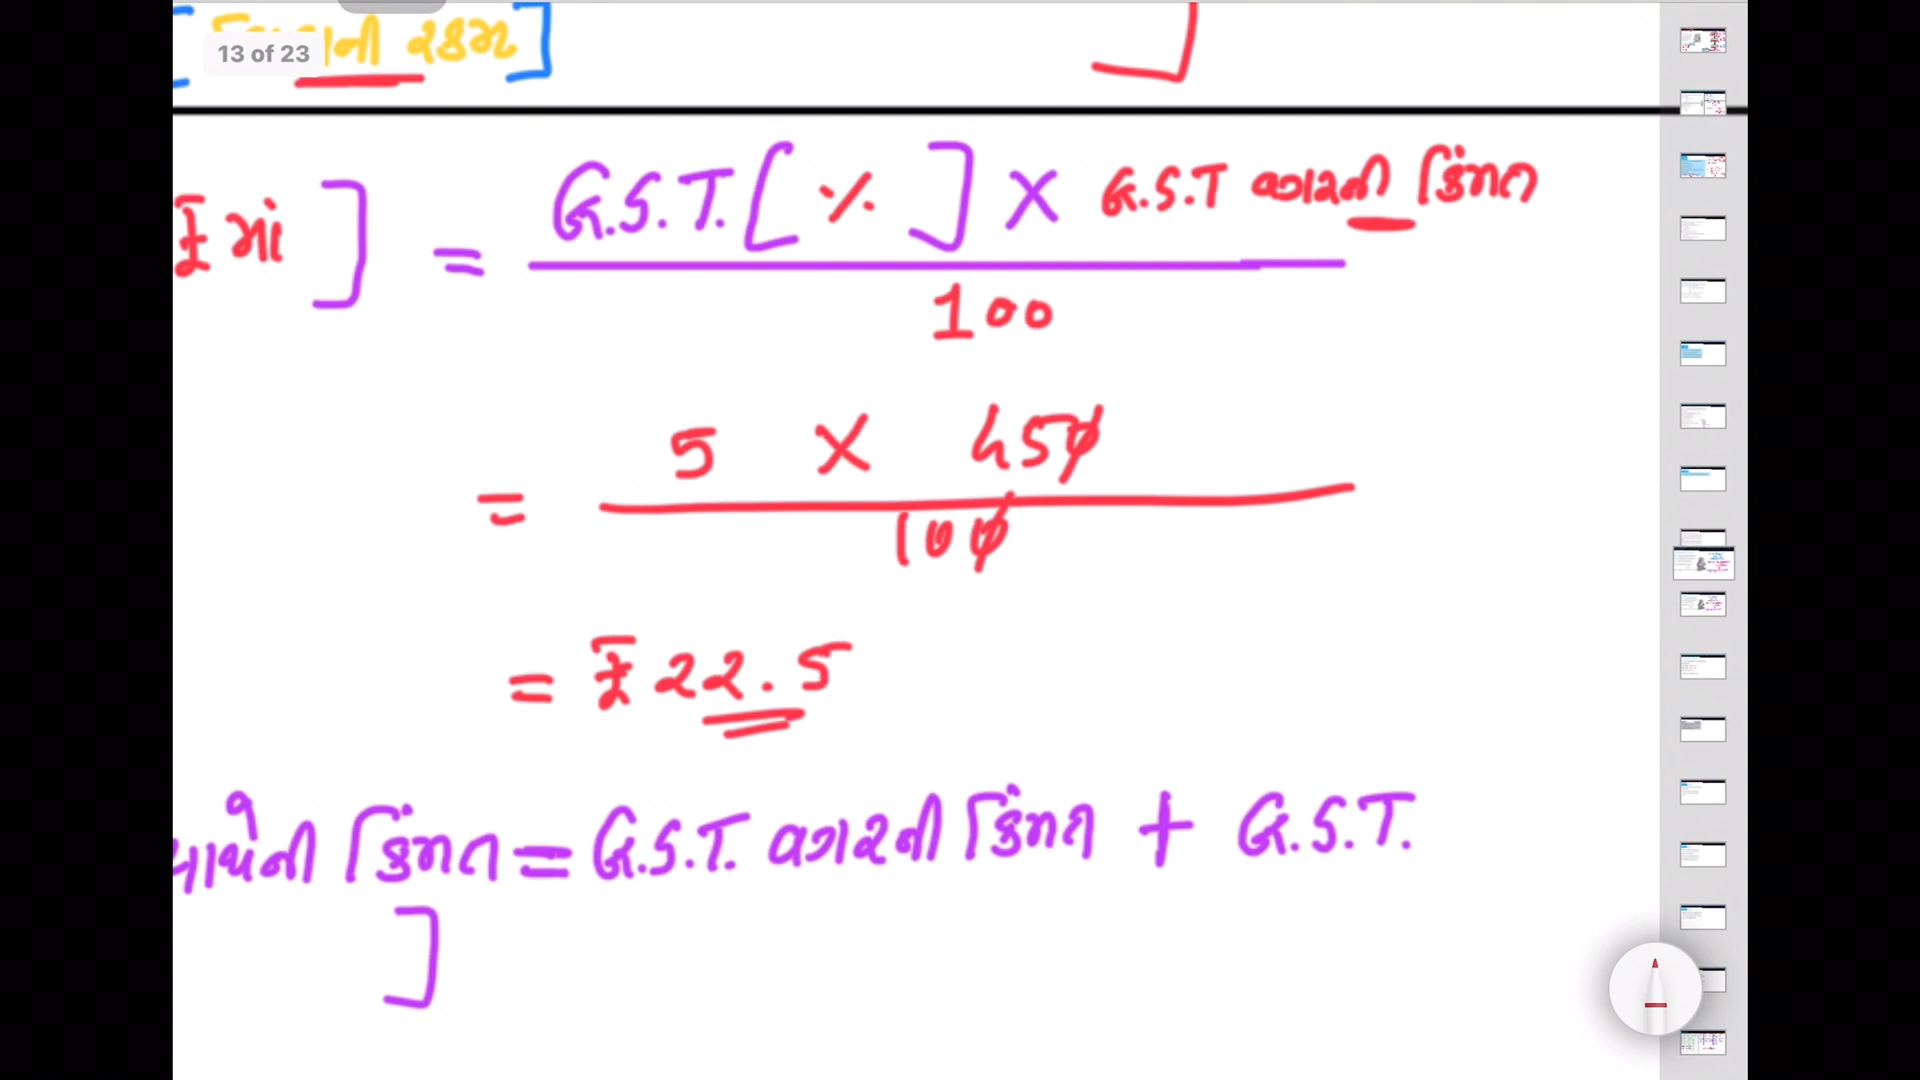 ની રકમ]
13 of 23
]
₹ માં ] = G.S.T. [ % ] × G.S.T વગરની કિંમત
100
= 5 × 450
100
= ₹ 22.5
સાથેની કિંમત = G.S.T. વગરની કિંમત + G.S.T.
]